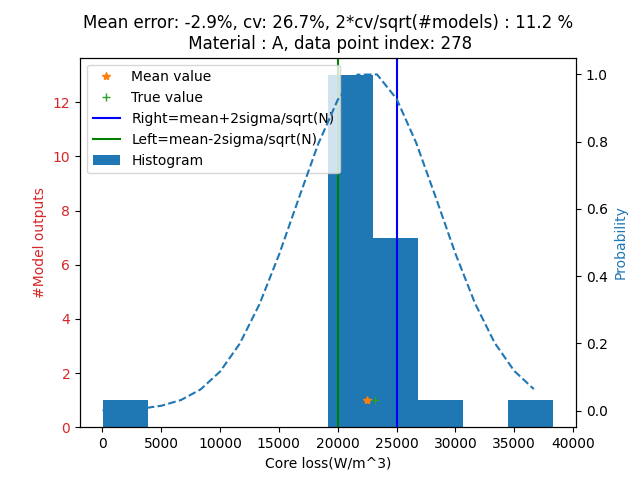 Mean error: -2.9%, cv: 26.7%, 2*cv/sqrt(#models) : 11.2 %
Material : A, data point index: 278
Mean value
True value
Right=mean+2sigma/sqrt(N)
Left=mean-2sigma/sqrt(N)
Histogram
#Model outputs
0
2
4
6
8
10
12
Probability
0.0
0.2
0.4
0.6
0.8
1.0
0 5000 10000 15000 20000 25000 30000 35000 40000
Core loss(W/m^3)